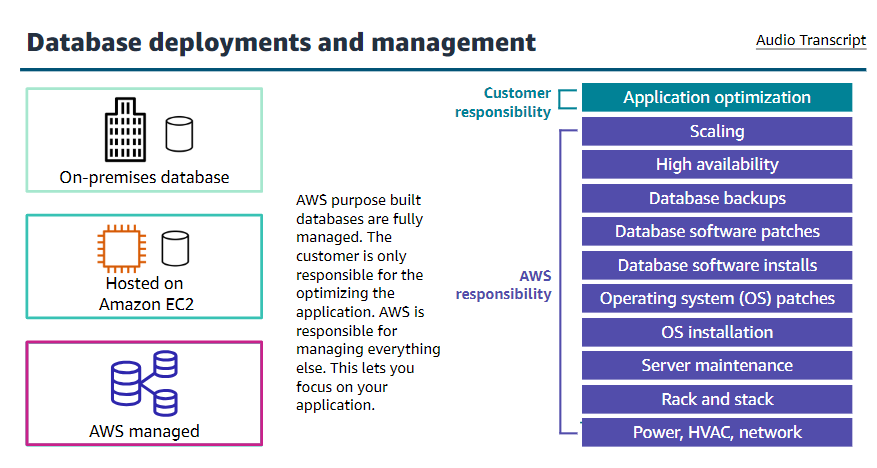 Database deployments and management
Audio Transcript
On-premises database
Hosted on
Amazon EC2
AWS managed
AWS purpose built
databases are fully
managed. The
customer is only
responsible for the
optimizing the
application. AWS is
responsible for
managing everything
else. This lets you
focus on your
application.
Customer
responsibility
Application optimization
AWS
responsibility
Scaling
High availability
Database backups
Database software patches
Database software installs
Operating system (OS) patches
OS installation
Server maintenance
Rack and stack
Power, HVAC, network